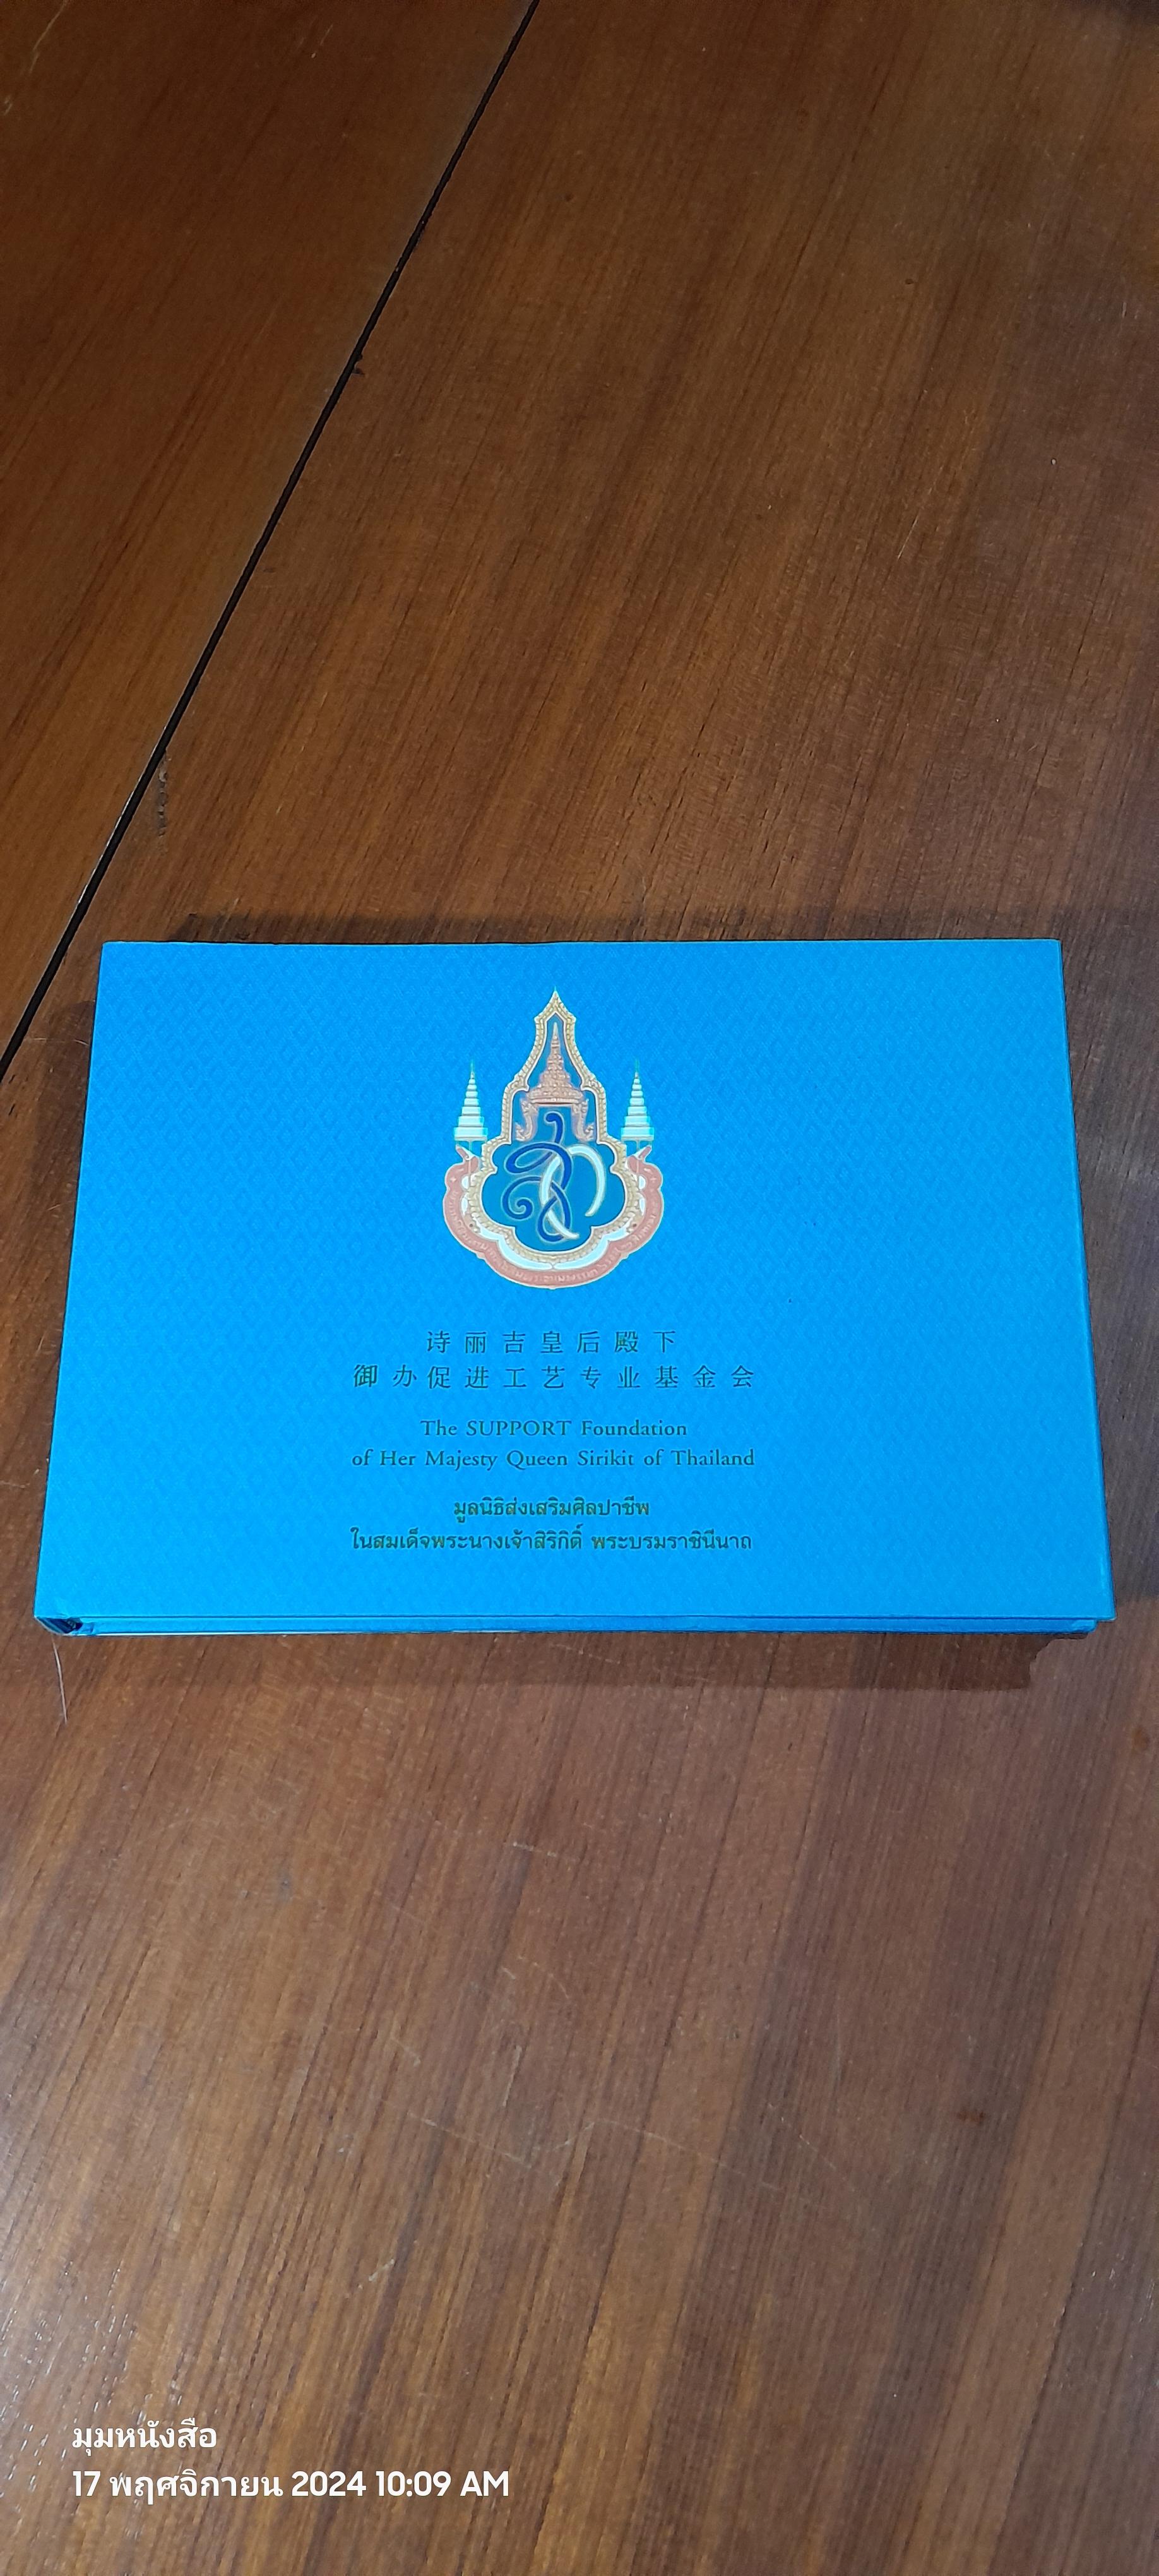 诗丽吉皇后殿下
御办促进工艺专业基金会
The SUPPORT Foundation
of Her Majesty Queen Sirikit of Thailand
มูลนิธิส่งเสริมศิลปาชีพ
ในสมเด็จพระนางเจ้าสิริกิติ์ พระบรมราชินีนาถ
มุมหนังสือ
17 พฤศจิกายน 2024 10:09 AM